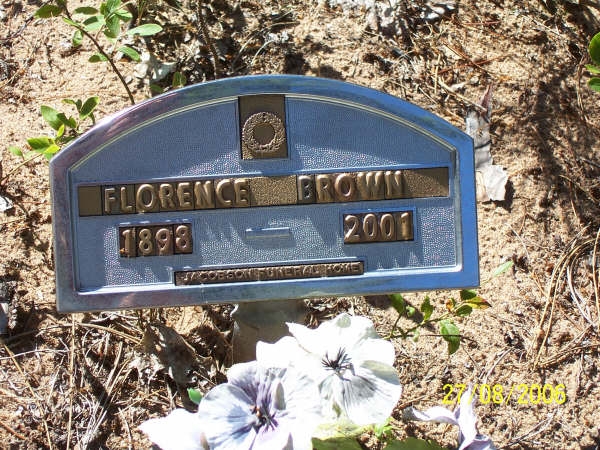 FLORENCE BROWN
1898 2001
JACOBSON FUNERAL HOME
27/08/2006